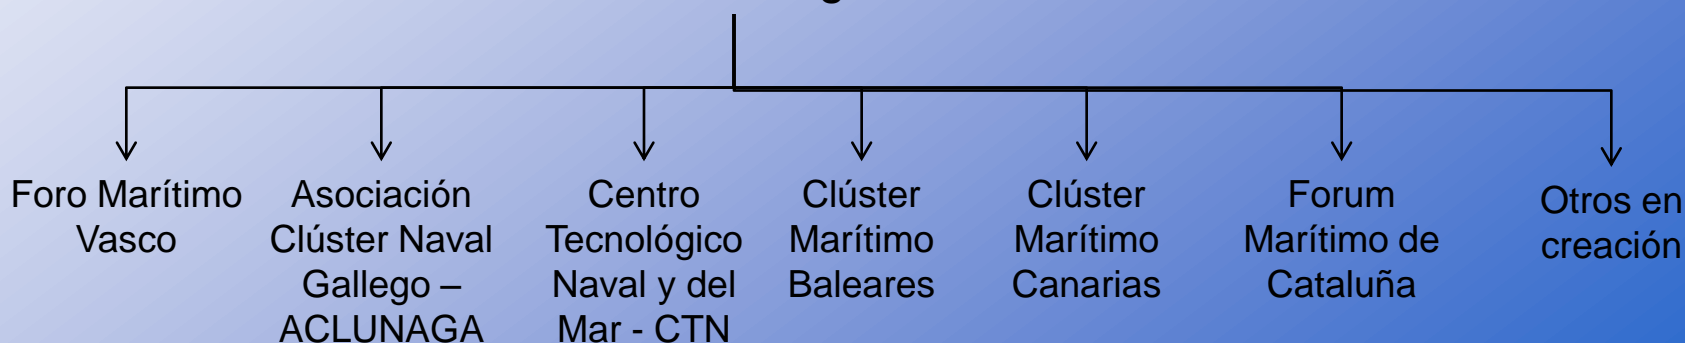 Foro Marítimo
Vasco
Asociación
Clúster Naval
Gallego –
ACLUNAGA
Centro
Tecnológico
Naval y del
Mar - CTN
Clúster
Marítimo
Baleares
Clúster
Marítimo
Canarias
Forum
Marítimo de
Cataluña
Otros en
creación